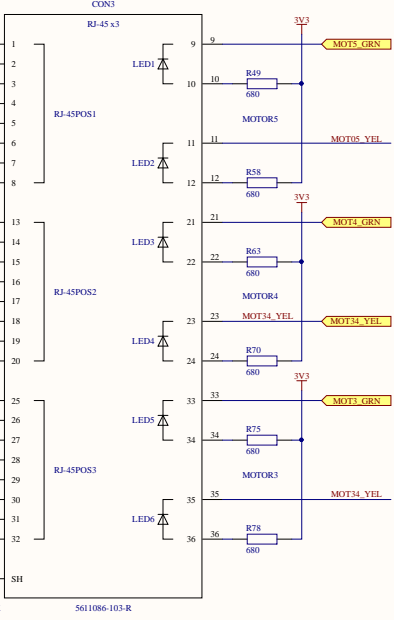 CON3
RJ-45 x3
3V3
1
9
9
MOT5_GRN
2
LED1
R49
3
10
10
680
4
RJ-45POS1
MOTOR5
5
6
11
11
MOT05_YEL
7
LED2
R58
8
12
12
680
3V3
13
21
21
MOT4_GRN
14
LED3
R63
15
22
22
680
16
RJ-45POS2
MOTOR4
17
18
23
23
MOT34_YEL
MOT34_YEL
19
LED4
R70
20
24
24
680
3V3
25
33
33
MOT3_GRN
26
LED5
R75
27
34
34
680
28
RJ-45POS3
MOTOR3
29
30
35
35
MOT34_YEL
31
LED6
R78
32
36
36
680
SH
5611086-103-R